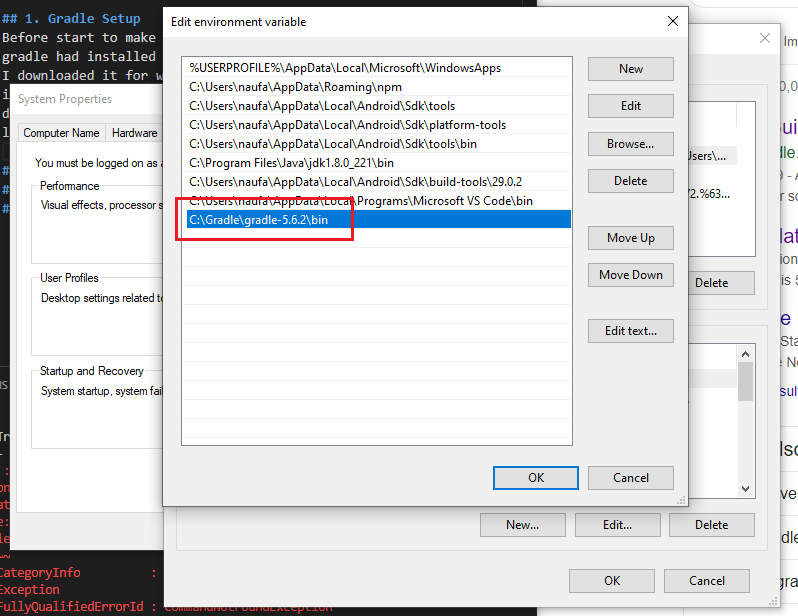 ## 1. Gradle Setup
Before start to make
gradle had installed
I downloaded it for w
System Properties
Computer Name
Hardware
You must be logged on as
Performance
Visual effects, processor s
User Profiles
Desktop settings related to
Startup and Recovery
System startup, system fail
Edit environment variable
%USERPROFILE%\AppData\Local\Microsoft\WindowsApps
C:\Users\naufa\AppData\Roaming\npm
C:\Users\naufa\AppData\Local\Android\Sdk\tools
C:\Users\naufa\AppData\Local\Android\Sdk\platform-tools
C:\Users\naufa\AppData\Local\Android\Sdk\tools\bin
C:\Program Files\Java\jdk1.8.0_221\bin
C:\Users\naufa\AppData\Local\Android\Sdk\build-tools\29.0.2
C:\Users\naufa\AppData\Local\Programs\Microsoft VS Code\bin
C:\Gradle\gradle-5.6.2\bin
New
Edit
Browse...
Delete
Move Up
Move Down
Edit text...
OK
Cancel
Jsers\...
72.%63...
Delete
New...
Edit...
Delete
OK
Cancel
CategoryInfo :
Exception
FullyQualifiedErrorId : CommandNotFoundException